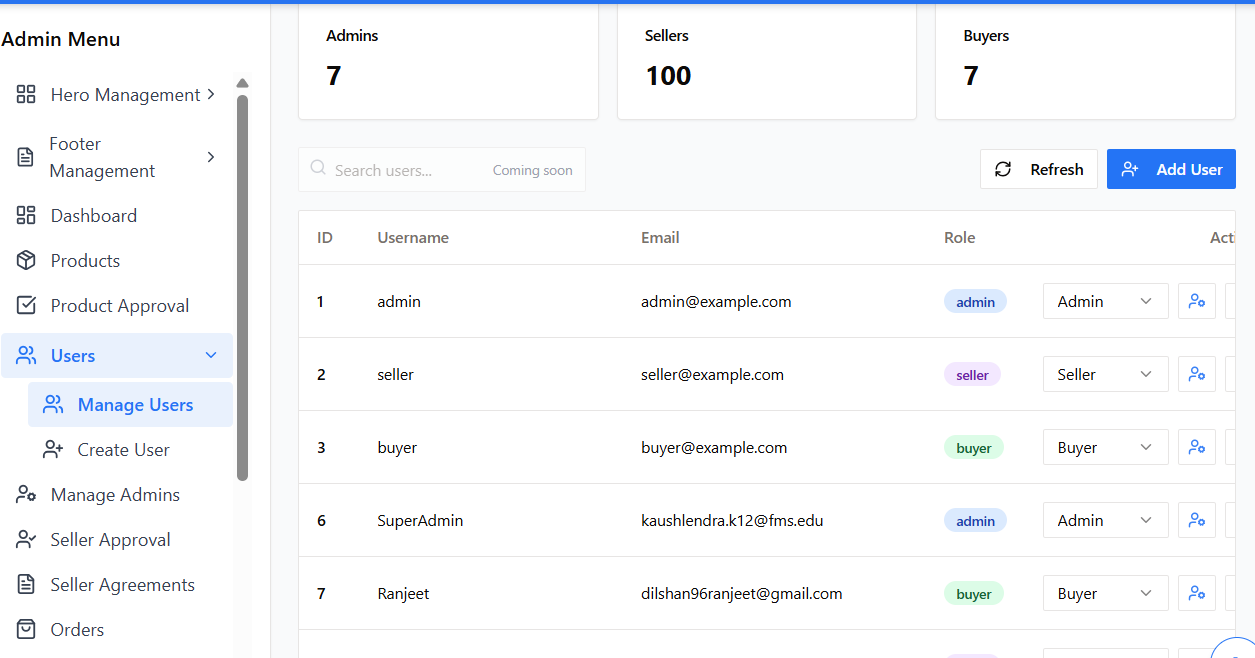 Admin Menu
Hero Management
Footer
Management
Dashboard
Products
Product Approval
Users
Manage Users
Create User
Manage Admins
Seller Approval
Seller Agreements
Orders
Admins
7
Sellers
100
Buyers
7
Search users... Coming soon
Refresh
Add User
ID Username Email Role Acti
1 admin admin@example.com admin Admin
2 seller seller@example.com seller Seller
3 buyer buyer@example.com buyer Buyer
6 SuperAdmin kaushlendra.k12@fms.edu admin Admin
7 Ranjeet dilshan96ranjeet@gmail.com buyer Buyer